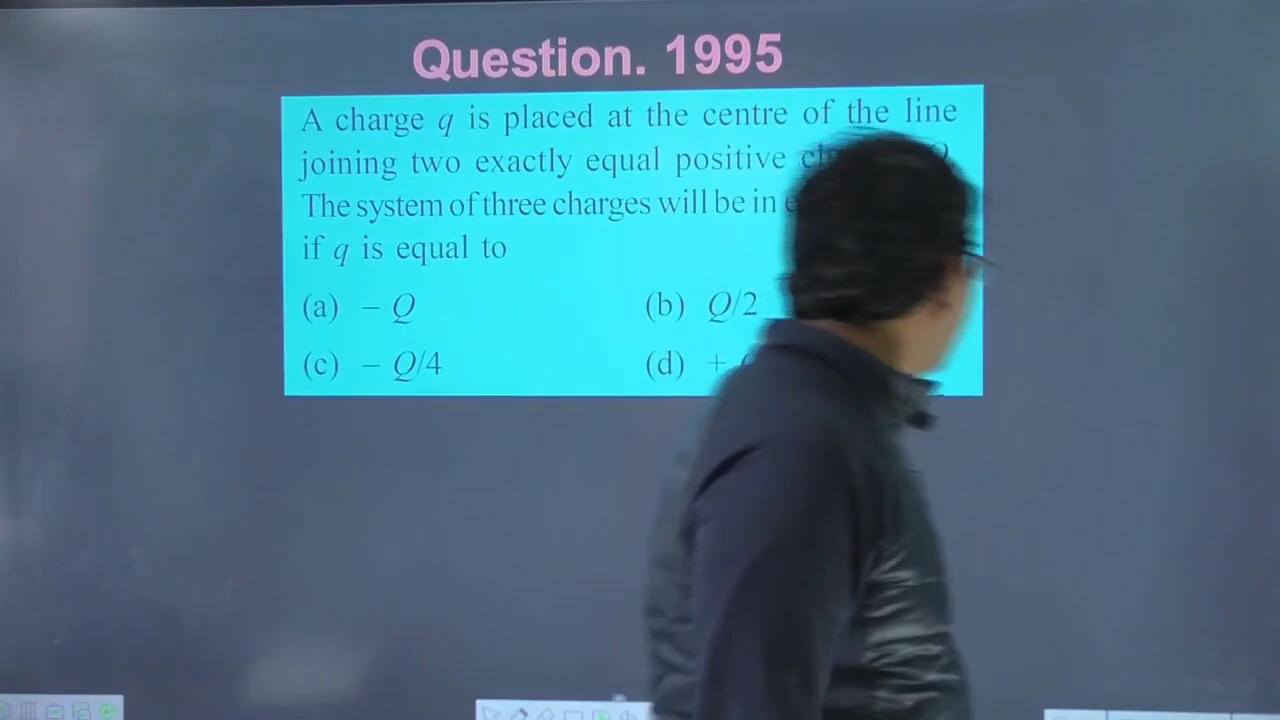 Question. 1995
A charge q is placed at the centre of the line
joining two exactly equal positive Q.
The system of three charges will be in
if q is equal to
(a) – Q
(b) Q/2
(c) – Q/4
(d) +